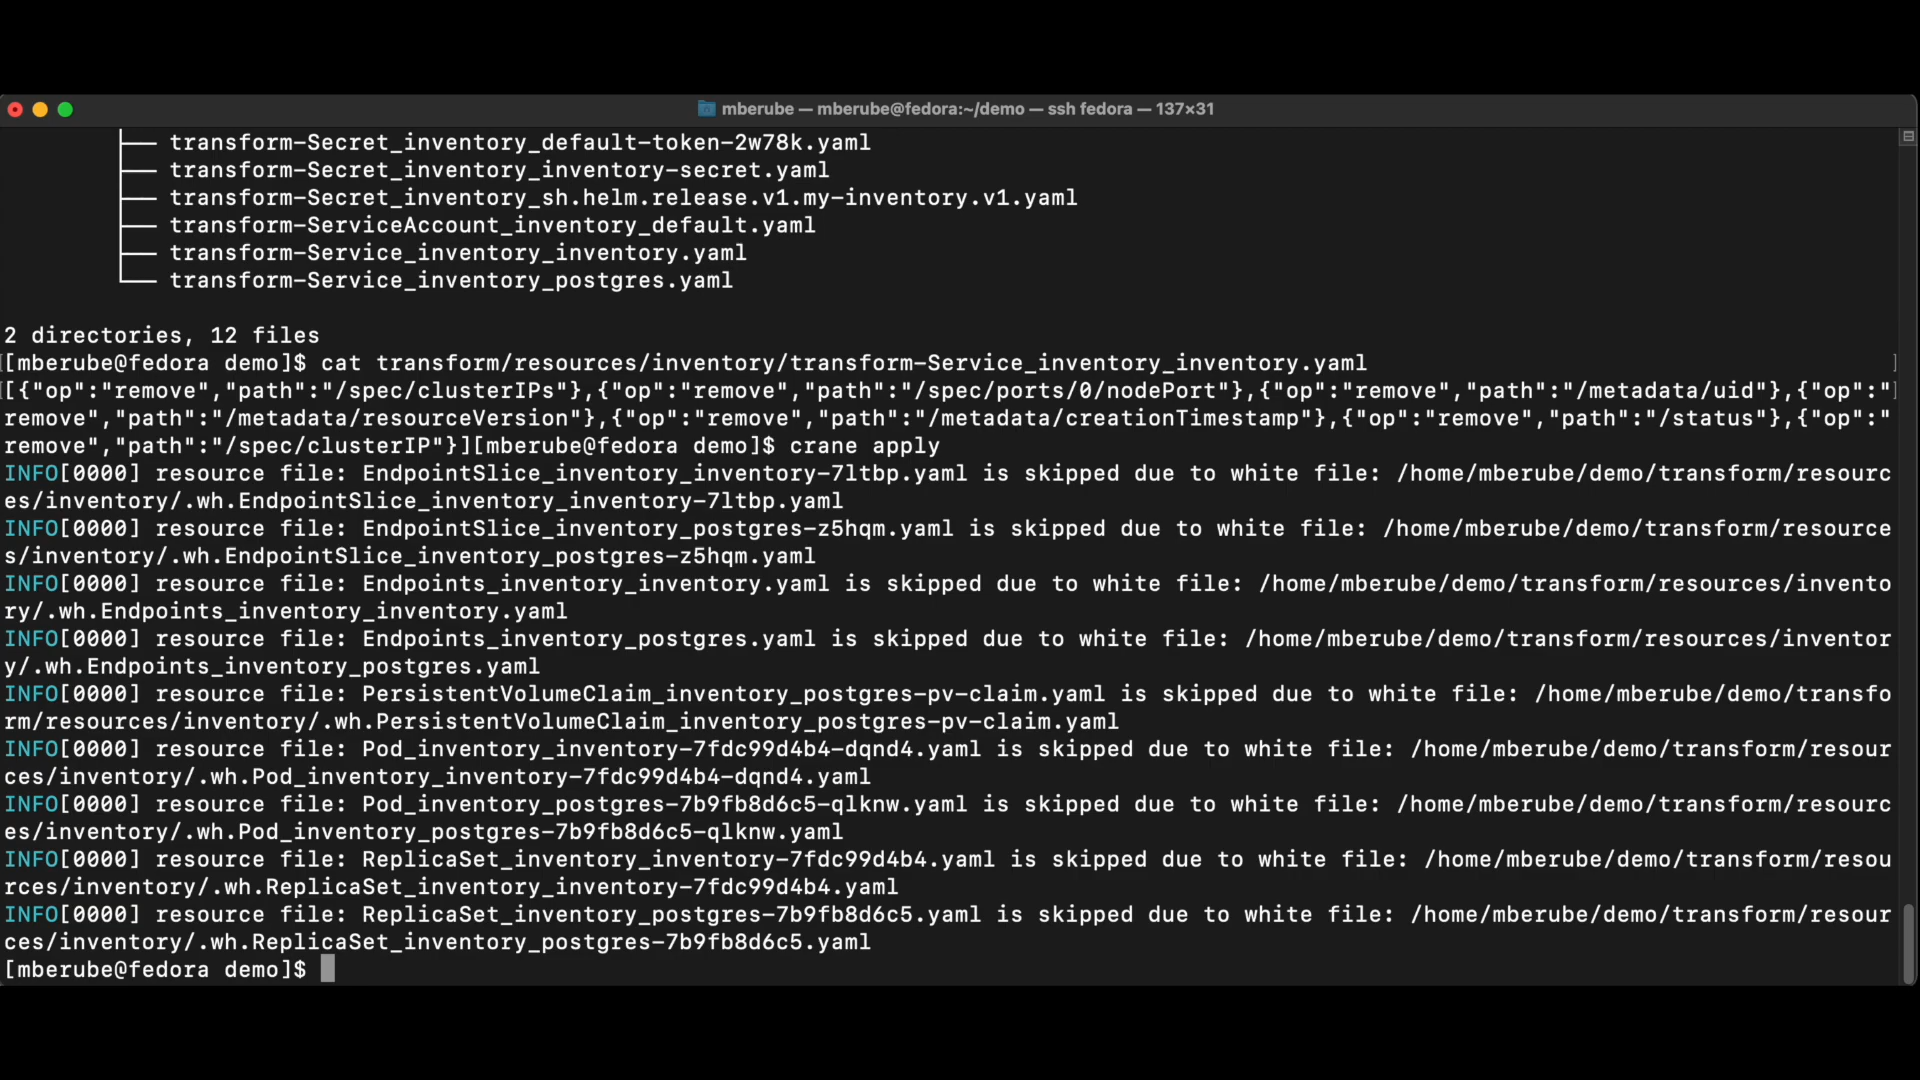 mberube — mberube@fedora:~/demo — ssh fedora — 137×31
├── transform-Secret_inventory_default-token-2w78k.yaml
├── transform-Secret_inventory_inventory-secret.yaml
├── transform-Secret_inventory_sh.helm.release.v1.my-inventory.v1.yaml
├── transform-ServiceAccount_inventory_default.yaml
├── transform-Service_inventory_inventory.yaml
└── transform-Service_inventory_postgres.yaml
2 directories, 12 files
[mberube@fedora demo]$ cat transform/resources/inventory/transform-Service_inventory_inventory.yaml
[{"op":"remove","path":"/spec/clusterIPs"},{"op":"remove","path":"/spec/ports/0/nodePort"},{"op":"remove","path":"/metadata/uid"},{"op":"
remove","path":"/metadata/resourceVersion"},{"op":"remove","path":"/metadata/creationTimestamp"},{"op":"remove","path":"/status"},{"op":"
remove","path":"/spec/clusterIP"}][mberube@fedora demo]$ crane apply
INFO[0000] resource file: EndpointSlice_inventory_inventory-7ltbp.yaml is skipped due to white file: /home/mberube/demo/transform/resourc
es/inventory/.wh.EndpointSlice_inventory_inventory-7ltbp.yaml
INFO[0000] resource file: EndpointSlice_inventory_postgres-z5hqm.yaml is skipped due to white file: /home/mberube/demo/transform/resource
s/inventory/.wh.EndpointSlice_inventory_postgres-z5hqm.yaml
INFO[0000] resource file: Endpoints_inventory_inventory.yaml is skipped due to white file: /home/mberube/demo/transform/resources/invento
ry/.wh.Endpoints_inventory_inventory.yaml
INFO[0000] resource file: Endpoints_inventory_postgres.yaml is skipped due to white file: /home/mberube/demo/transform/resources/inventor
y/.wh.Endpoints_inventory_postgres.yaml
INFO[0000] resource file: PersistentVolumeClaim_inventory_postgres-pv-claim.yaml is skipped due to white file: /home/mberube/demo/transfo
rm/resources/inventory/.wh.PersistentVolumeClaim_inventory_postgres-pv-claim.yaml
INFO[0000] resource file: Pod_inventory_inventory-7fdc99d4b4-dqnd4.yaml is skipped due to white file: /home/mberube/demo/transform/resour
ces/inventory/.wh.Pod_inventory_inventory-7fdc99d4b4-dqnd4.yaml
INFO[0000] resource file: Pod_inventory_postgres-7b9fb8d6c5-qlknw.yaml is skipped due to white file: /home/mberube/demo/transform/resourc
es/inventory/.wh.Pod_inventory_postgres-7b9fb8d6c5-qlknw.yaml
INFO[0000] resource file: ReplicaSet_inventory_inventory-7fdc99d4b4.yaml is skipped due to white file: /home/mberube/demo/transform/resou
rces/inventory/.wh.ReplicaSet_inventory_inventory-7fdc99d4b4.yaml
INFO[0000] resource file: ReplicaSet_inventory_postgres-7b9fb8d6c5.yaml is skipped due to white file: /home/mberube/demo/transform/resour
ces/inventory/.wh.ReplicaSet_inventory_postgres-7b9fb8d6c5.yaml
[mberube@fedora demo]$